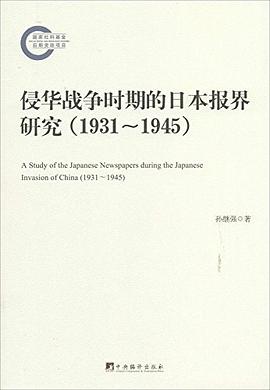 国家社科基金
后期资助项目
侵华战争时期的日本报界
研究(1931～1945)
A Study of the Japanese Newspapers during the Japanese
Invasion of China (1931～1945)
孙继强◎著
中央编译出版社